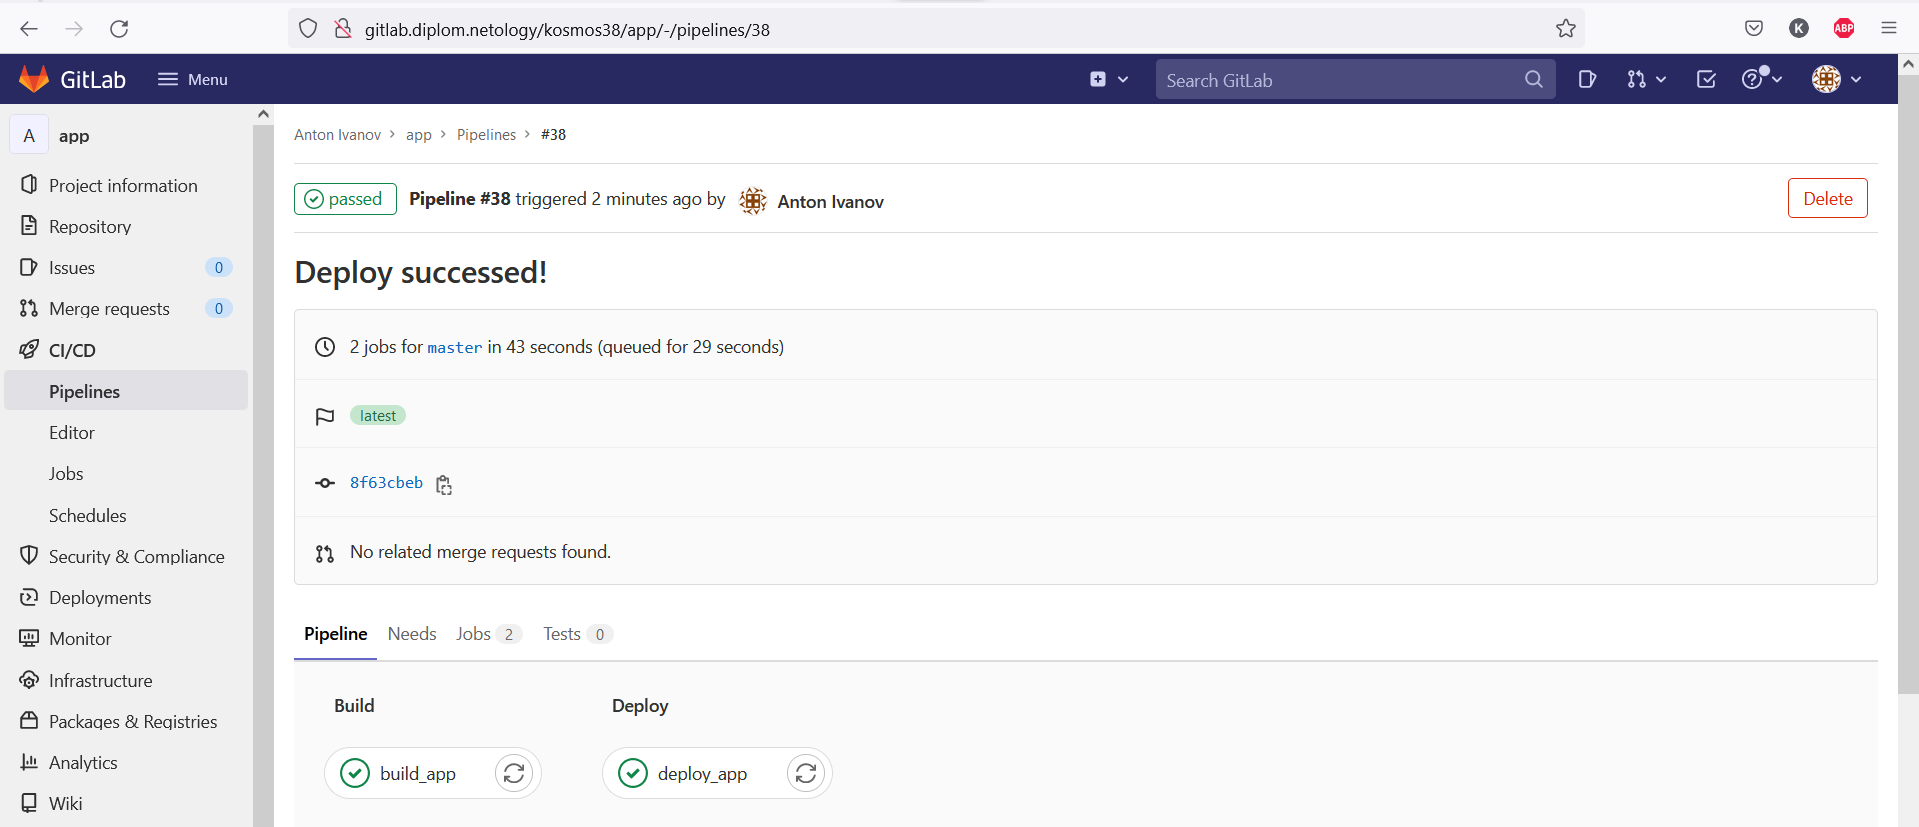 gitlab.diplom.netology/kosmos38/app/-/pipelines/38
K
ABP
GitLab
Menu
Search GitLab
A
app
Project information
Repository
Issues 0
Merge requests 0
CI/CD
Pipelines
Editor
Jobs
Schedules
Security & Compliance
Deployments
Monitor
Infrastructure
Packages & Registries
Analytics
Wiki
Anton Ivanov > app > Pipelines > #38
passed Pipeline #38 triggered 2 minutes ago by Anton Ivanov
Delete
Deploy successed!
2 jobs for master in 43 seconds (queued for 29 seconds)
latest
8f63cbeb
No related merge requests found.
Pipeline Needs Jobs 2 Tests 0
Build Deploy
build_app deploy_app